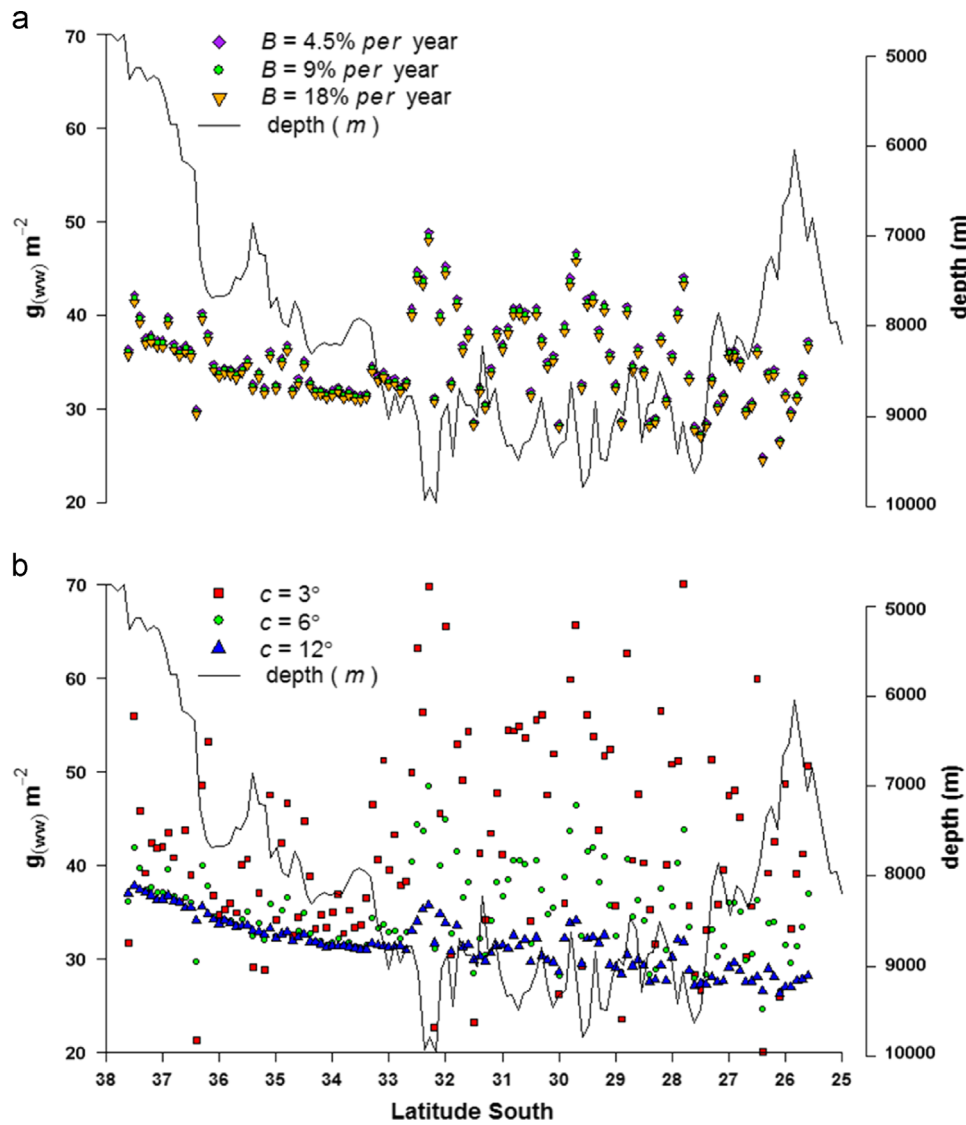 a
B = 4.5% per year
B = 9% per year
B = 18% per year
depth ( m )
70
60
50
40
30
20
g(ww) m−2
5000
6000
7000
8000
9000
10000
depth (m)
b
c = 3°
c = 6°
c = 12°
depth ( m )
70
60
50
40
30
20
g(ww) m−2
5000
6000
7000
8000
9000
10000
depth (m)
38 37 36 35 34 33 32 31 30 29 28 27 26 25
Latitude South